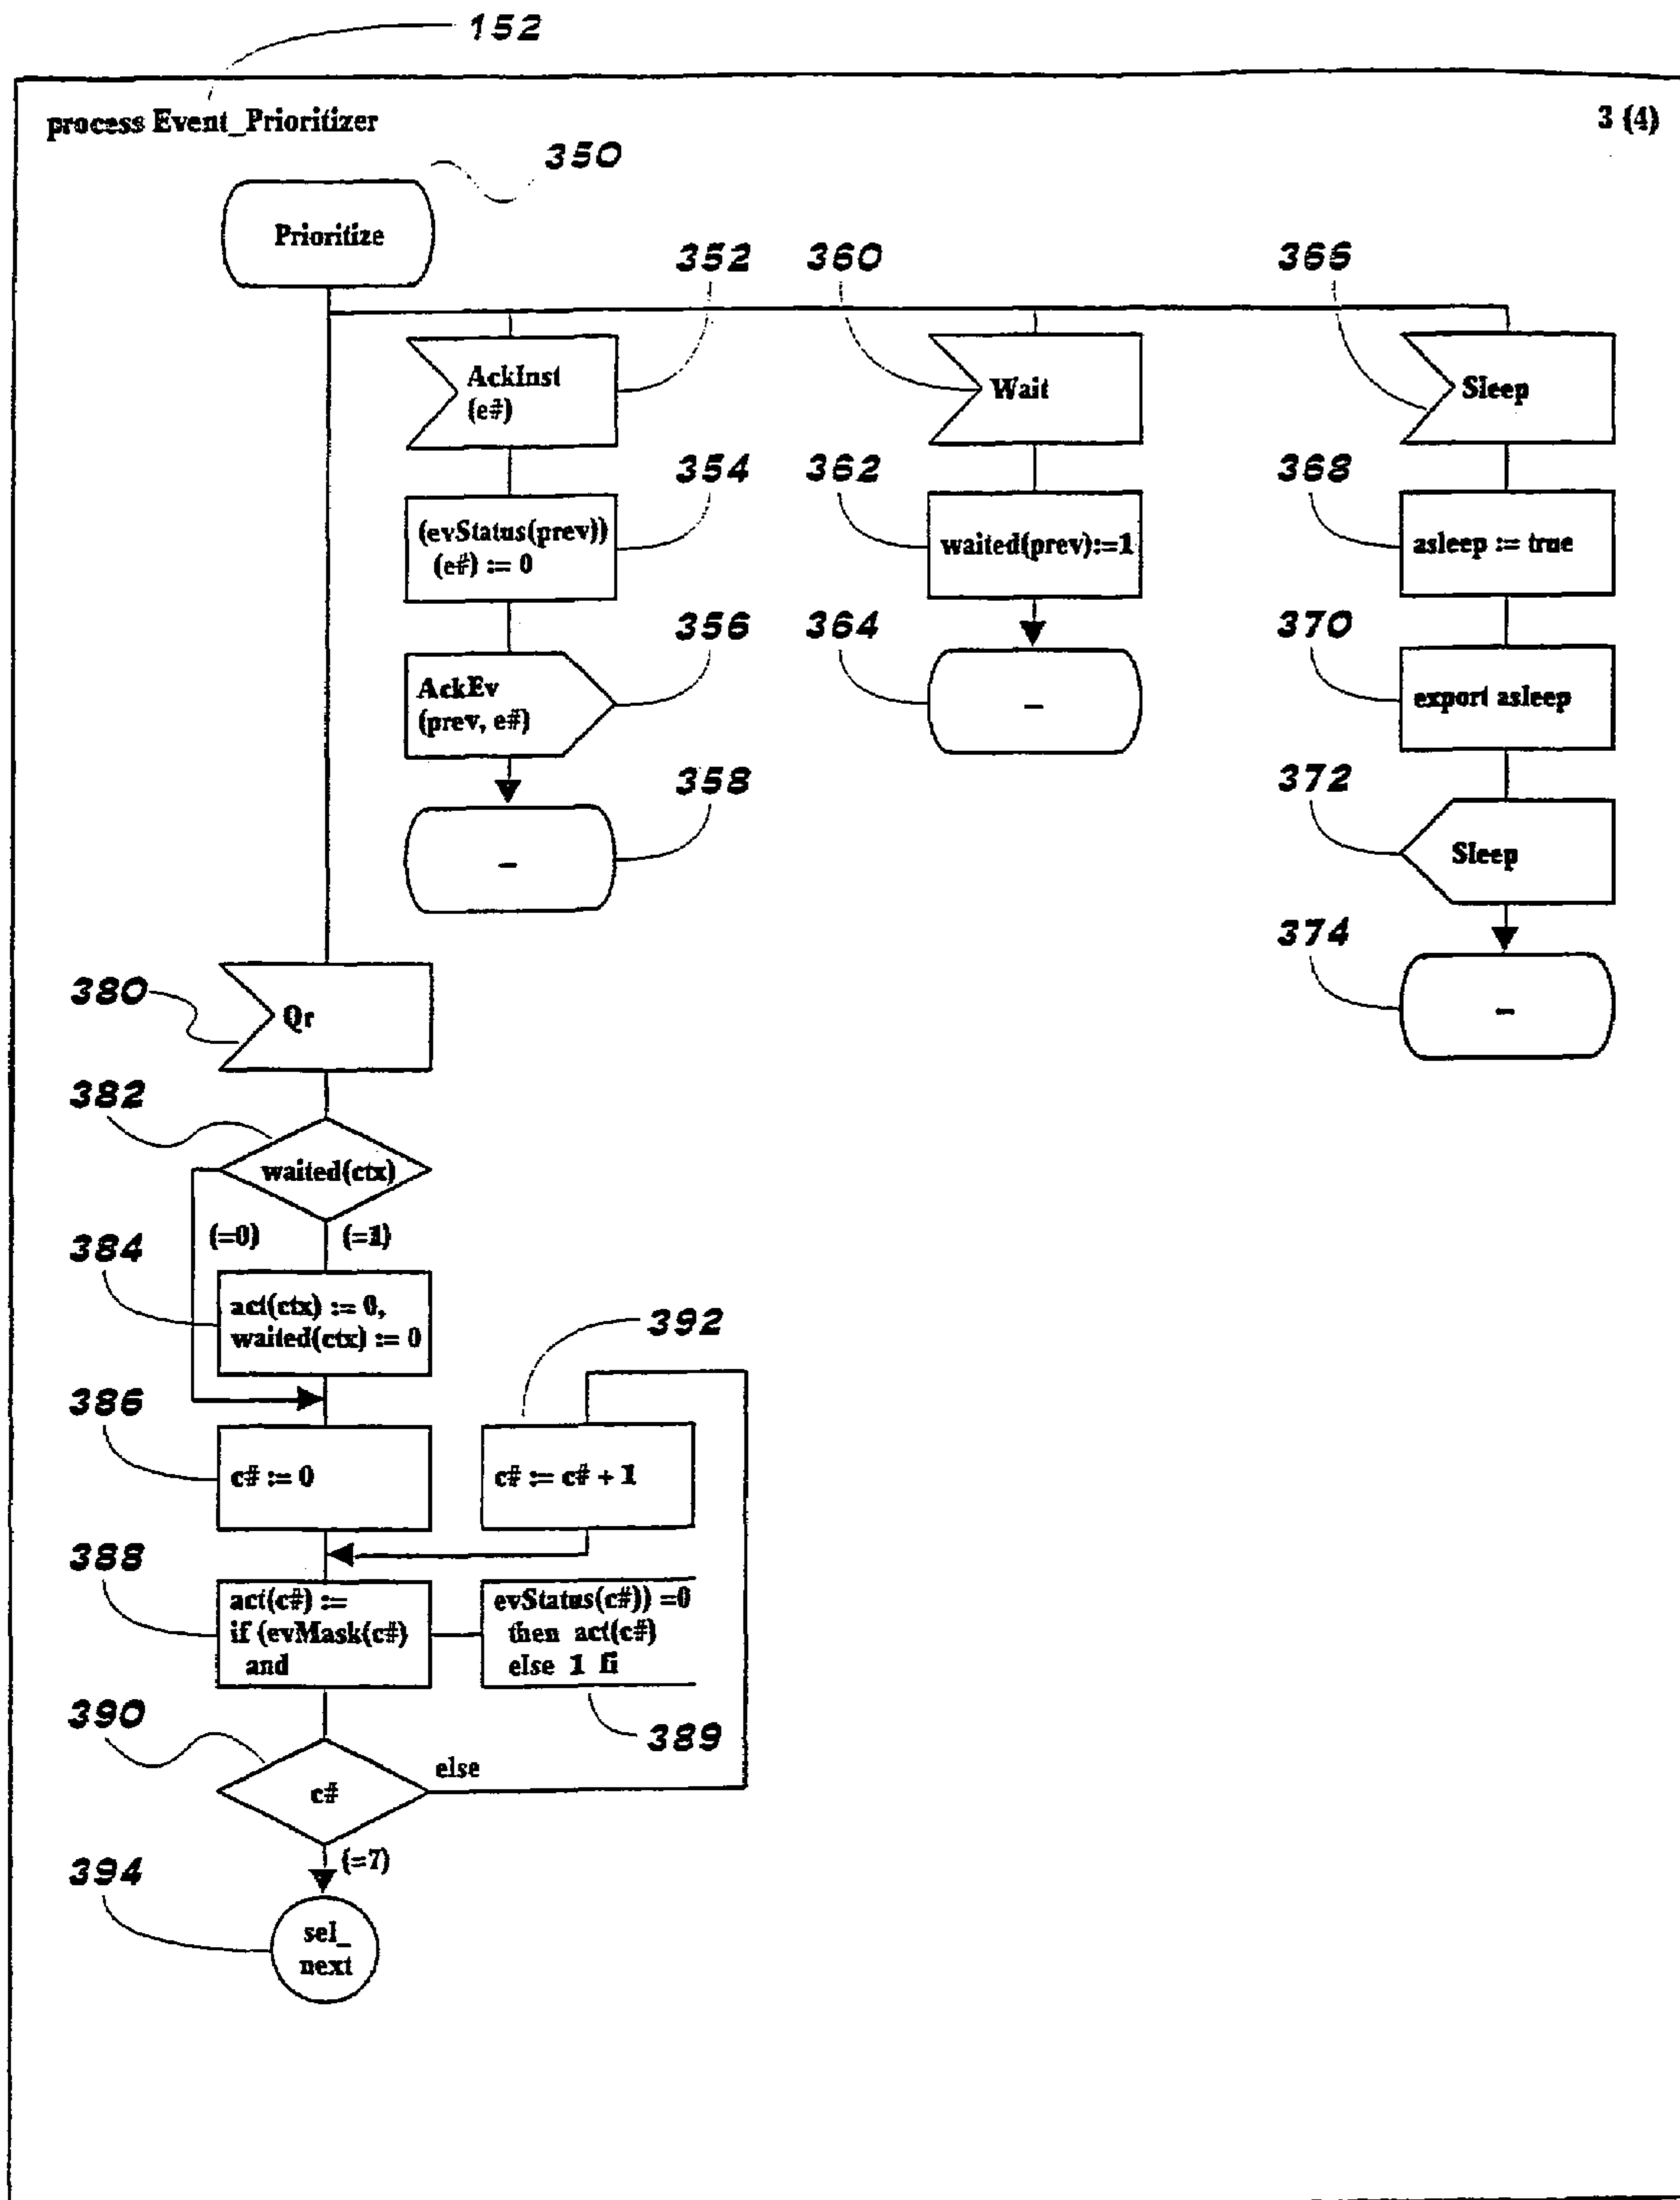 152
process Event_Prioritizer
3 (4)
350
Prioritize
352
360
366
AckInst
(e#)
Wait
Sleep
354
362
368
(evStatus(prev))
(e#) := 0
waited(prev):=1
asleep := true
356
364
370
AckEv
(prev, e#)
–
export asleep
358
372
–
Sleep
374
–
380
Qr
382
waited(ctx)
(=0)
(=1)
384
act(ctx) := 0,
waited(ctx) := 0
392
386
c# := 0
c# := c# + 1
388
act(c#) :=
if (evMask(c#)
and
evStatus(c#)) =0
then act(c#)
else 1 fi
389
390
else
c#
(=7)
394
sel_
next